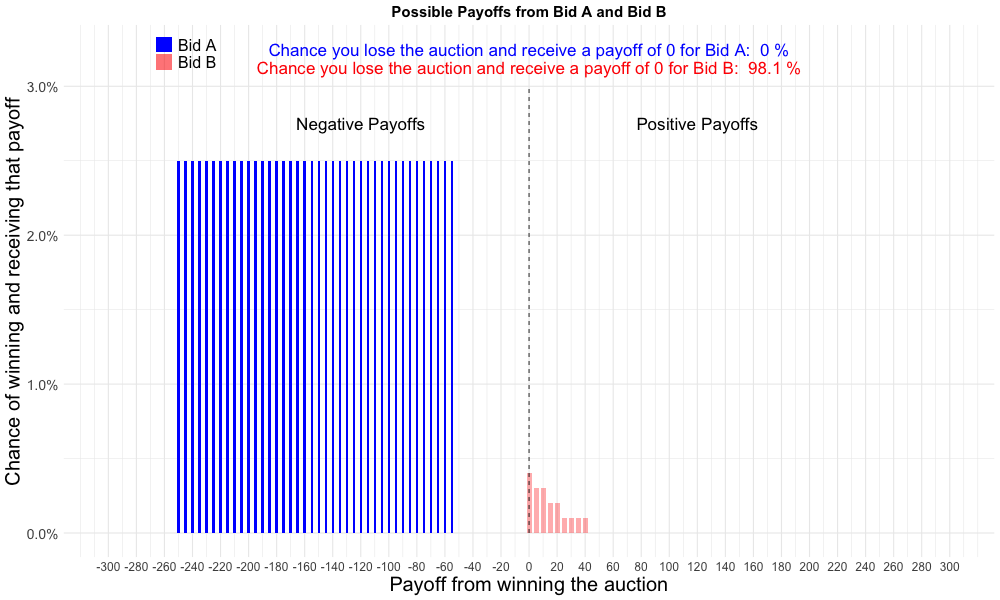 Possible Payoffs from Bid A and Bid B
Bid A
Bid B
Chance you lose the auction and receive a payoff of 0 for Bid A:  0 %
Chance you lose the auction and receive a payoff of 0 for Bid B:  98.1 %
Negative Payoffs
Positive Payoffs
Chance of winning and receiving that payoff
3.0%
2.0%
1.0%
0.0%
-300 -280 -260 -240 -220 -200 -180 -160 -140 -120 -100 -80 -60 -40 -20 0 20 40 60 80 100 120 140 160 180 200 220 240 260 280 300
Payoff from winning the auction